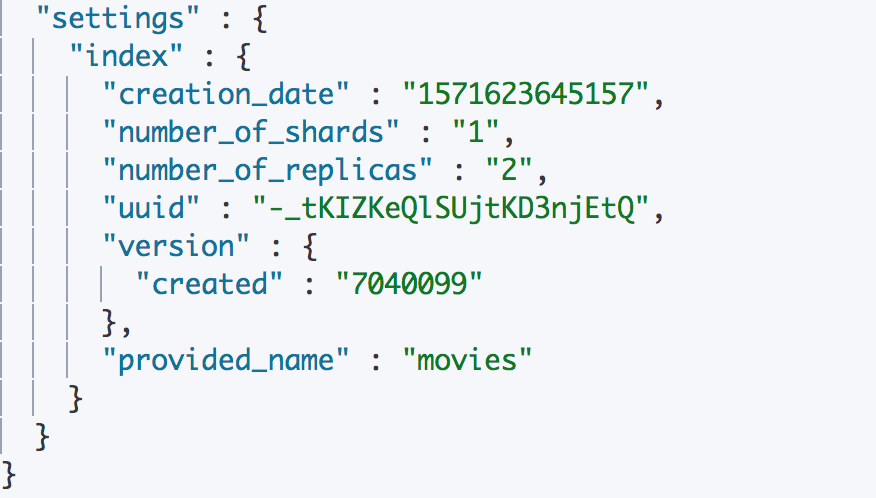 "settings" : {
"index" : {
"creation_date" : "1571623645157",
"number_of_shards" : "1",
"number_of_replicas" : "2",
"uuid" : "-_tKIZKeQlSUjtKD3njEtQ",
"version" : {
"created" : "7040099"
},
"provided_name" : "movies"
}
}
}